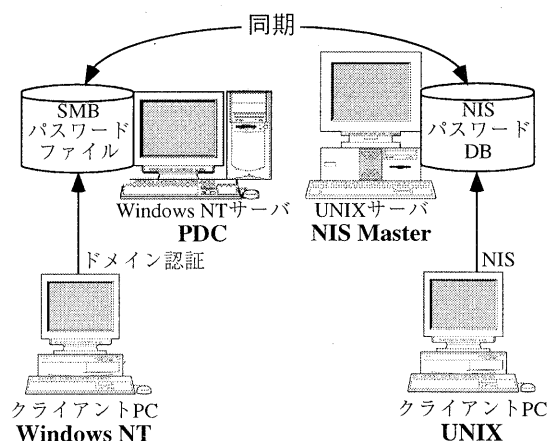 同期
SMB
パスワード
ファイル
NIS
パスワード
DB
Windows NTサーバ
PDC
UNIXサーバ
NIS Master
ドメイン認証
NIS
クライアントPC
Windows NT
クライアントPC
UNIX